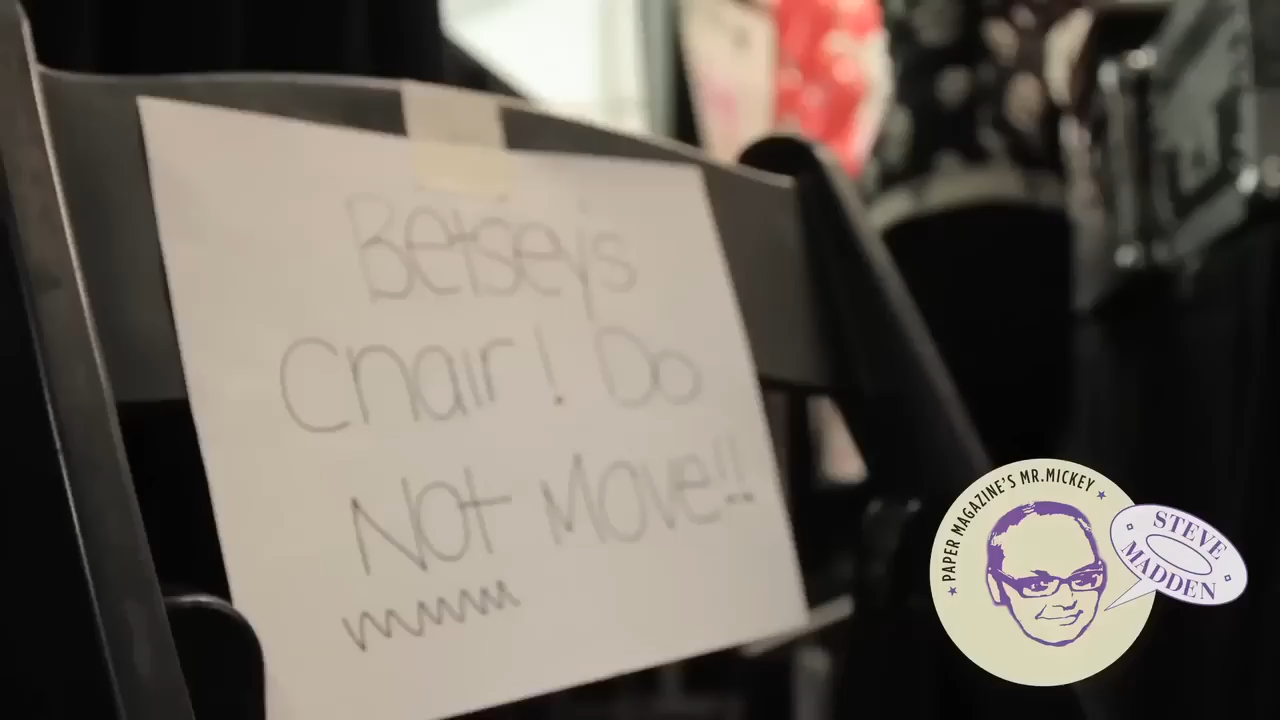 Betsey's
Chair! Do
Not Move!!
PAPER MAGAZINE'S MR. MICKEY
STEVE
MADDEN